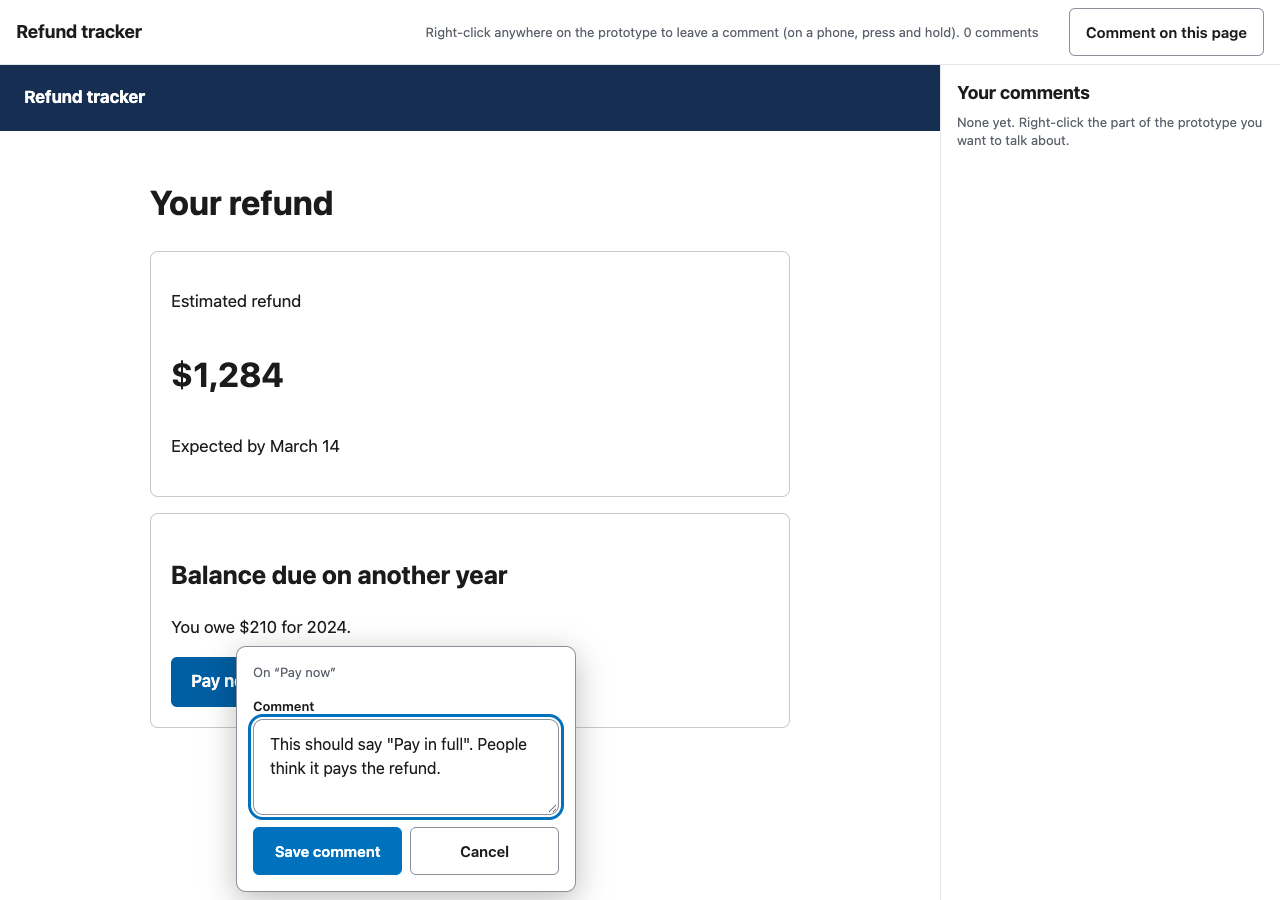 Refund tracker
Right-click anywhere on the prototype to leave a comment (on a phone, press and hold). 0 comments
Comment on this page
Refund tracker
Your comments
None yet. Right-click the part of the prototype you
want to talk about.
Your refund
Estimated refund
$1,284
Expected by March 14
Balance due on another year
You owe $210 for 2024.
Pay
On “Pay now”
Comment
This should say "Pay in full". People
think it pays the refund.
Save comment
Cancel